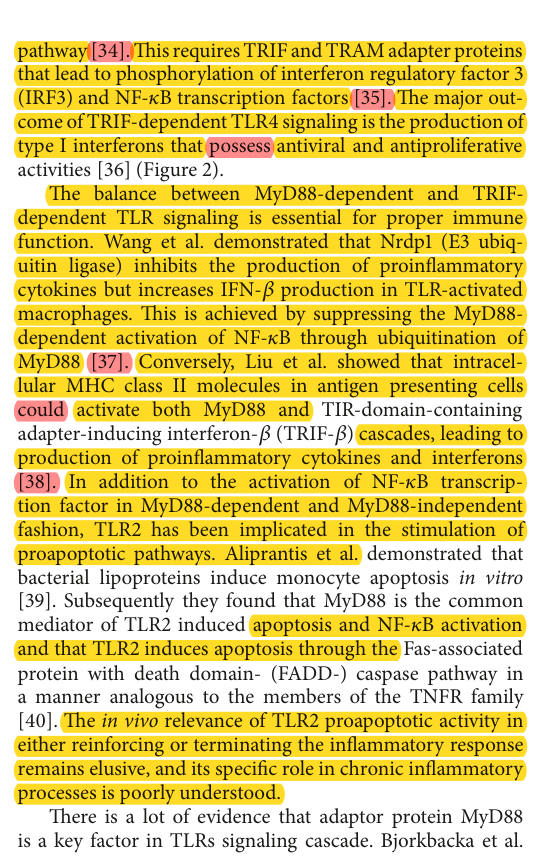 pathway [34]. This requires TRIF and TRAM adapter proteins
that lead to phosphorylation of interferon regulatory factor 3
(IRF3) and NF-κB transcription factors [35]. The major out-
come of TRIF-dependent TLR4 signaling is the production of
type I interferons that possess antiviral and antiproliferative
activities [36] (Figure 2).
The balance between MyD88-dependent and TRIF-
dependent TLR signaling is essential for proper immune
function. Wang et al. demonstrated that Nrdp1 (E3 ubiq-
uitin ligase) inhibits the production of proinflammatory
cytokines but increases IFN-β production in TLR-activated
macrophages. This is achieved by suppressing the MyD88-
dependent activation of NF-κB through ubiquitination of
MyD88 [37]. Conversely, Liu et al. showed that intracel-
lular MHC class II molecules in antigen presenting cells
could activate both MyD88 and TIR-domain-containing
adapter-inducing interferon-β (TRIF-β) cascades, leading to
production of proinflammatory cytokines and interferons
[38]. In addition to the activation of NF-κB transcrip-
tion factor in MyD88-dependent and MyD88-independent
fashion, TLR2 has been implicated in the stimulation of
proapoptotic pathways. Aliprantis et al. demonstrated that
bacterial lipoproteins induce monocyte apoptosis in vitro
[39]. Subsequently they found that MyD88 is the common
mediator of TLR2 induced apoptosis and NF-κB activation
and that TLR2 induces apoptosis through the Fas-associated
protein with death domain- (FADD-) caspase pathway in
a manner analogous to the members of the TNFR family
[40]. The in vivo relevance of TLR2 proapoptotic activity in
either reinforcing or terminating the inflammatory response
remains elusive, and its specific role in chronic inflammatory
processes is poorly understood.
There is a lot of evidence that adaptor protein MyD88
is a key factor in TLRs signaling cascade. Bjorkbacka et al.